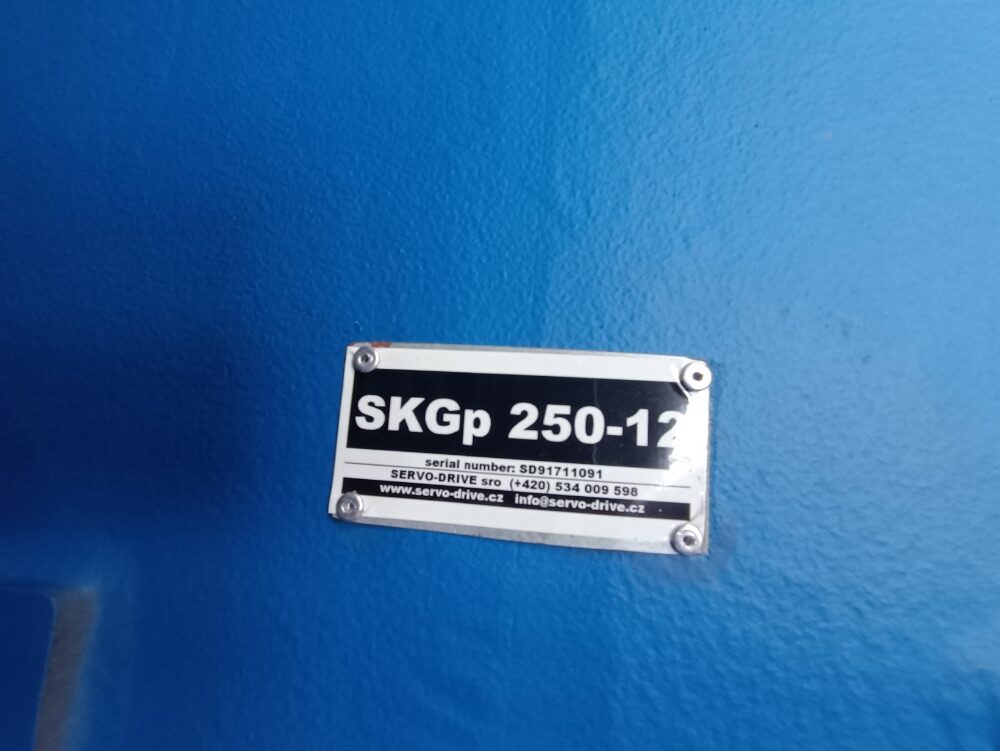 SKGp 250-12
serial number: SD91711091
SERVO-DRIVE sro (+420) 534 009 598
www.servo-drive.cz info@servo-drive.cz